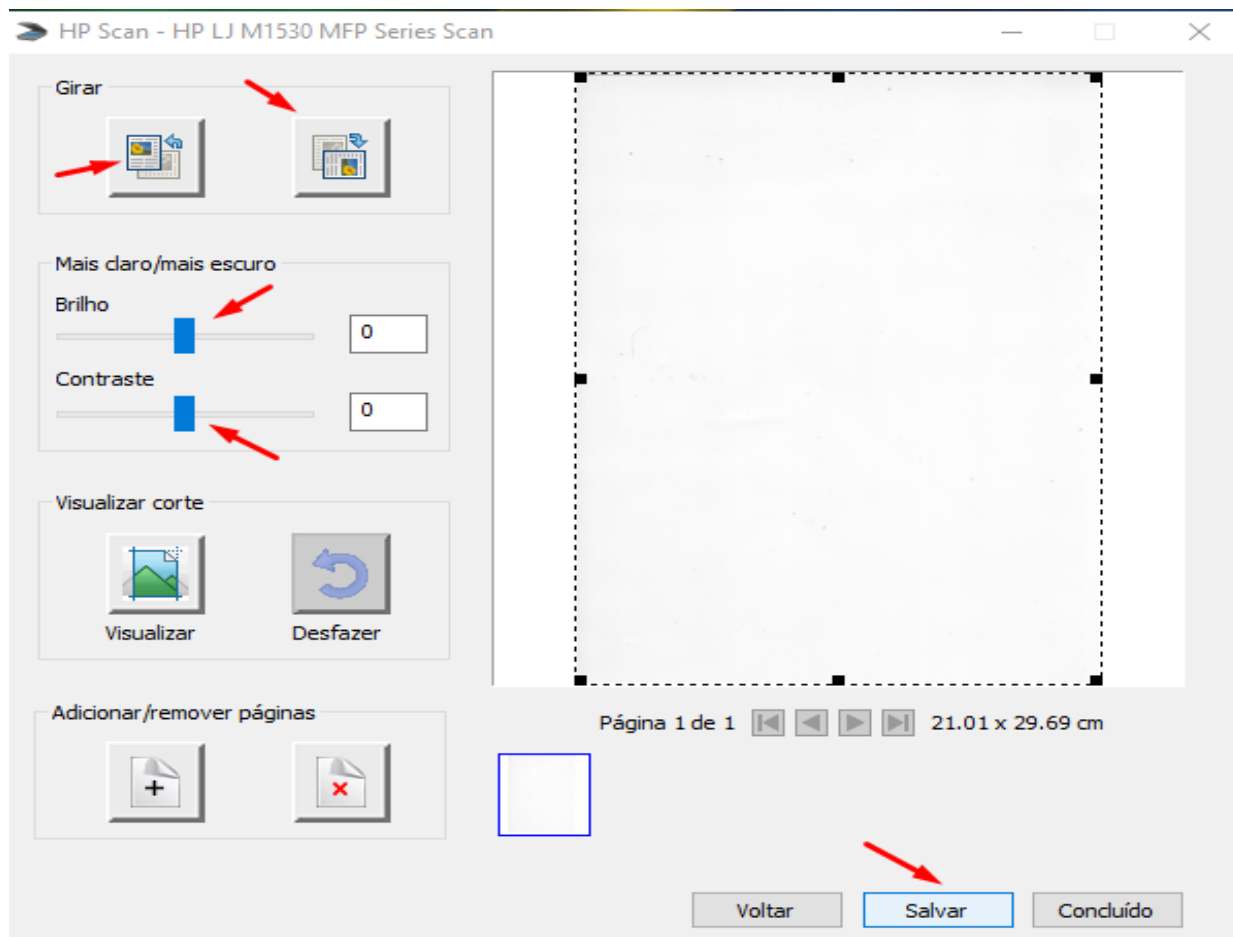 HP Scan - HP LJ M1530 MFP Series Scan
Girar
Mais claro/mais escuro
Brilho
0
Contraste
0
Visualizar corte
Visualizar
Desfazer
Adicionar/remover páginas
Página 1 de 1
21.01 x 29.69 cm
Voltar
Salvar
Concluído